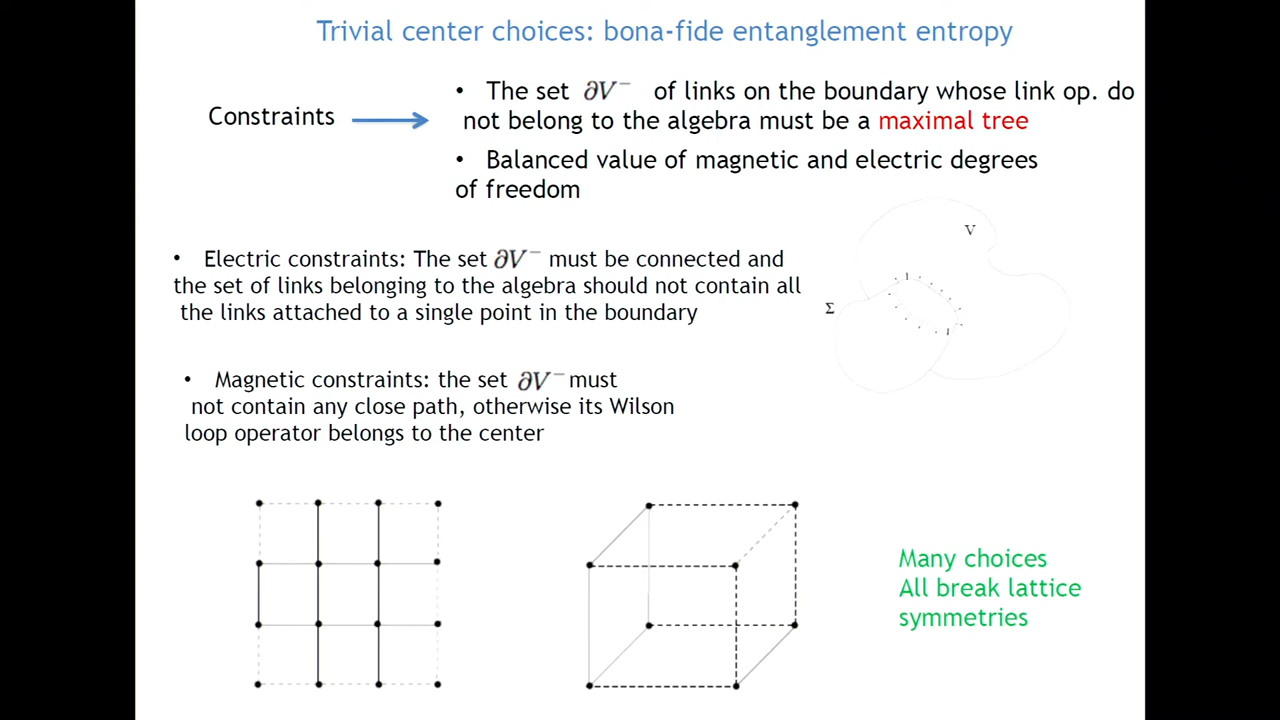 Trivial center choices: bona-fide entanglement entropy
Constraints
• The set ∂V⁻ of links on the boundary whose link op. do
not belong to the algebra must be a maximal tree
• Balanced value of magnetic and electric degrees
of freedom
V
Σ
• Electric constraints: The set ∂V⁻ must be connected and
the set of links belonging to the algebra should not contain all
the links attached to a single point in the boundary
• Magnetic constraints: the set ∂V⁻ must
not contain any close path, otherwise its Wilson
loop operator belongs to the center
Many choices
All break lattice
symmetries